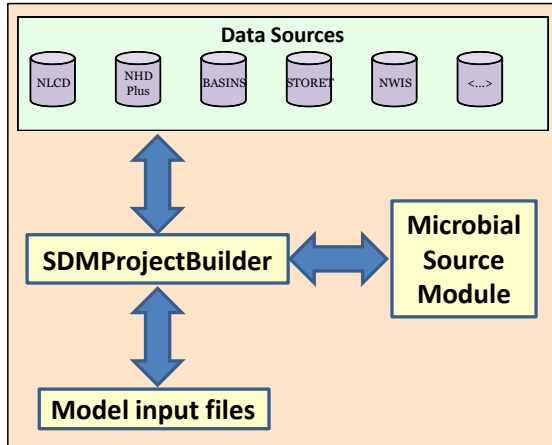 Data Sources
NLCD
NHD
Plus
BASINS
STORET
NWIS
<...>
SDMProjectBuilder
Microbial
Source
Module
Model input files